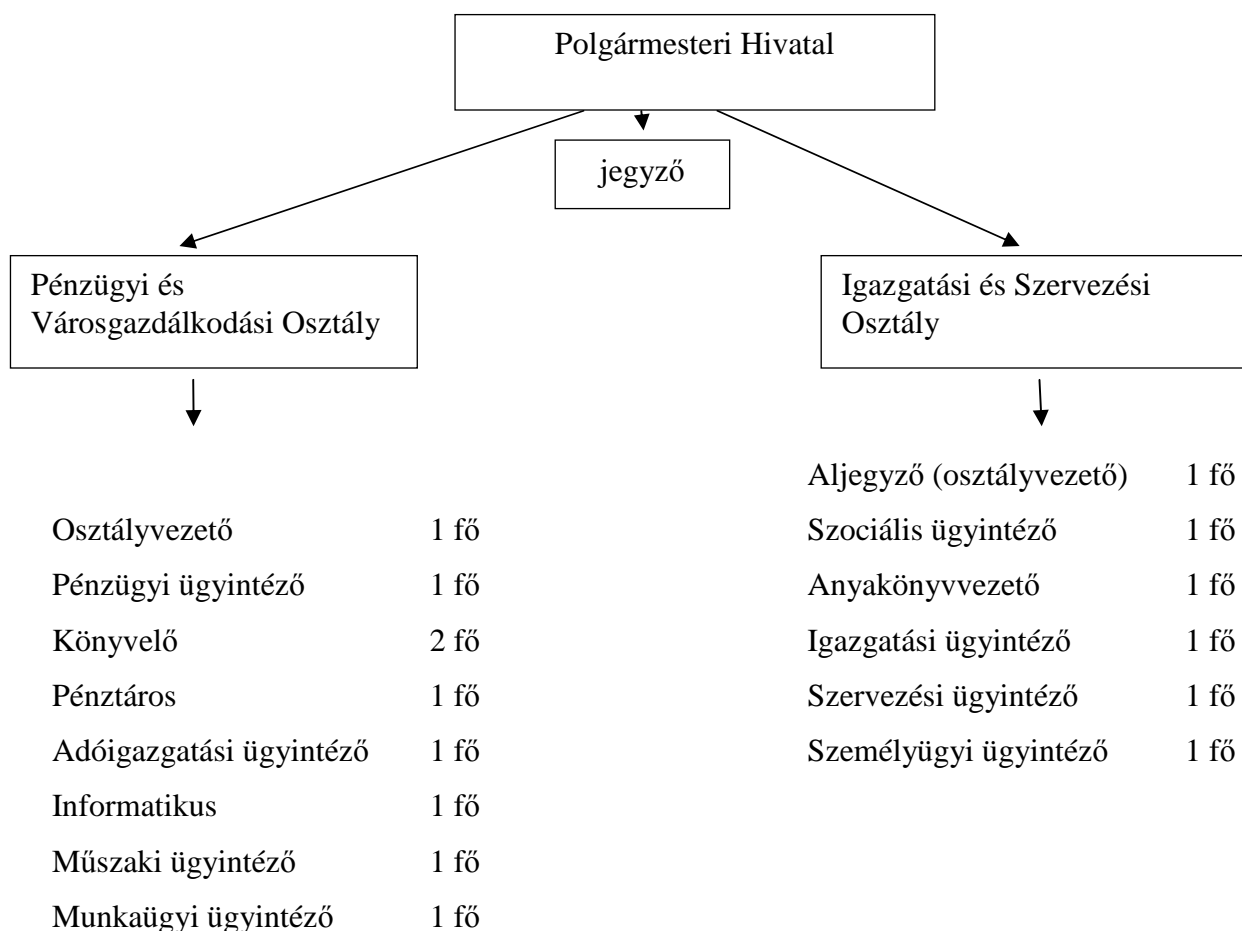 Polgármesteri Hivatal
jegyző
Pénzügyi és
Városgazdálkodási Osztály
Osztályvezető 1 fő
Pénzügyi ügyintéző 1 fő
Könyvelő 2 fő
Pénztáros 1 fő
Adóigazgatási ügyintéző 1 fő
Informatikus 1 fő
Műszaki ügyintéző 1 fő
Munkaügyi ügyintéző 1 fő
Igazgatási és Szervezési
Osztály
Aljegyző (osztályvezető) 1 fő
Szociális ügyintéző 1 fő
Anyakönyvvezető 1 fő
Igazgatási ügyintéző 1 fő
Szervezési ügyintéző 1 fő
Személyügyi ügyintéző 1 fő